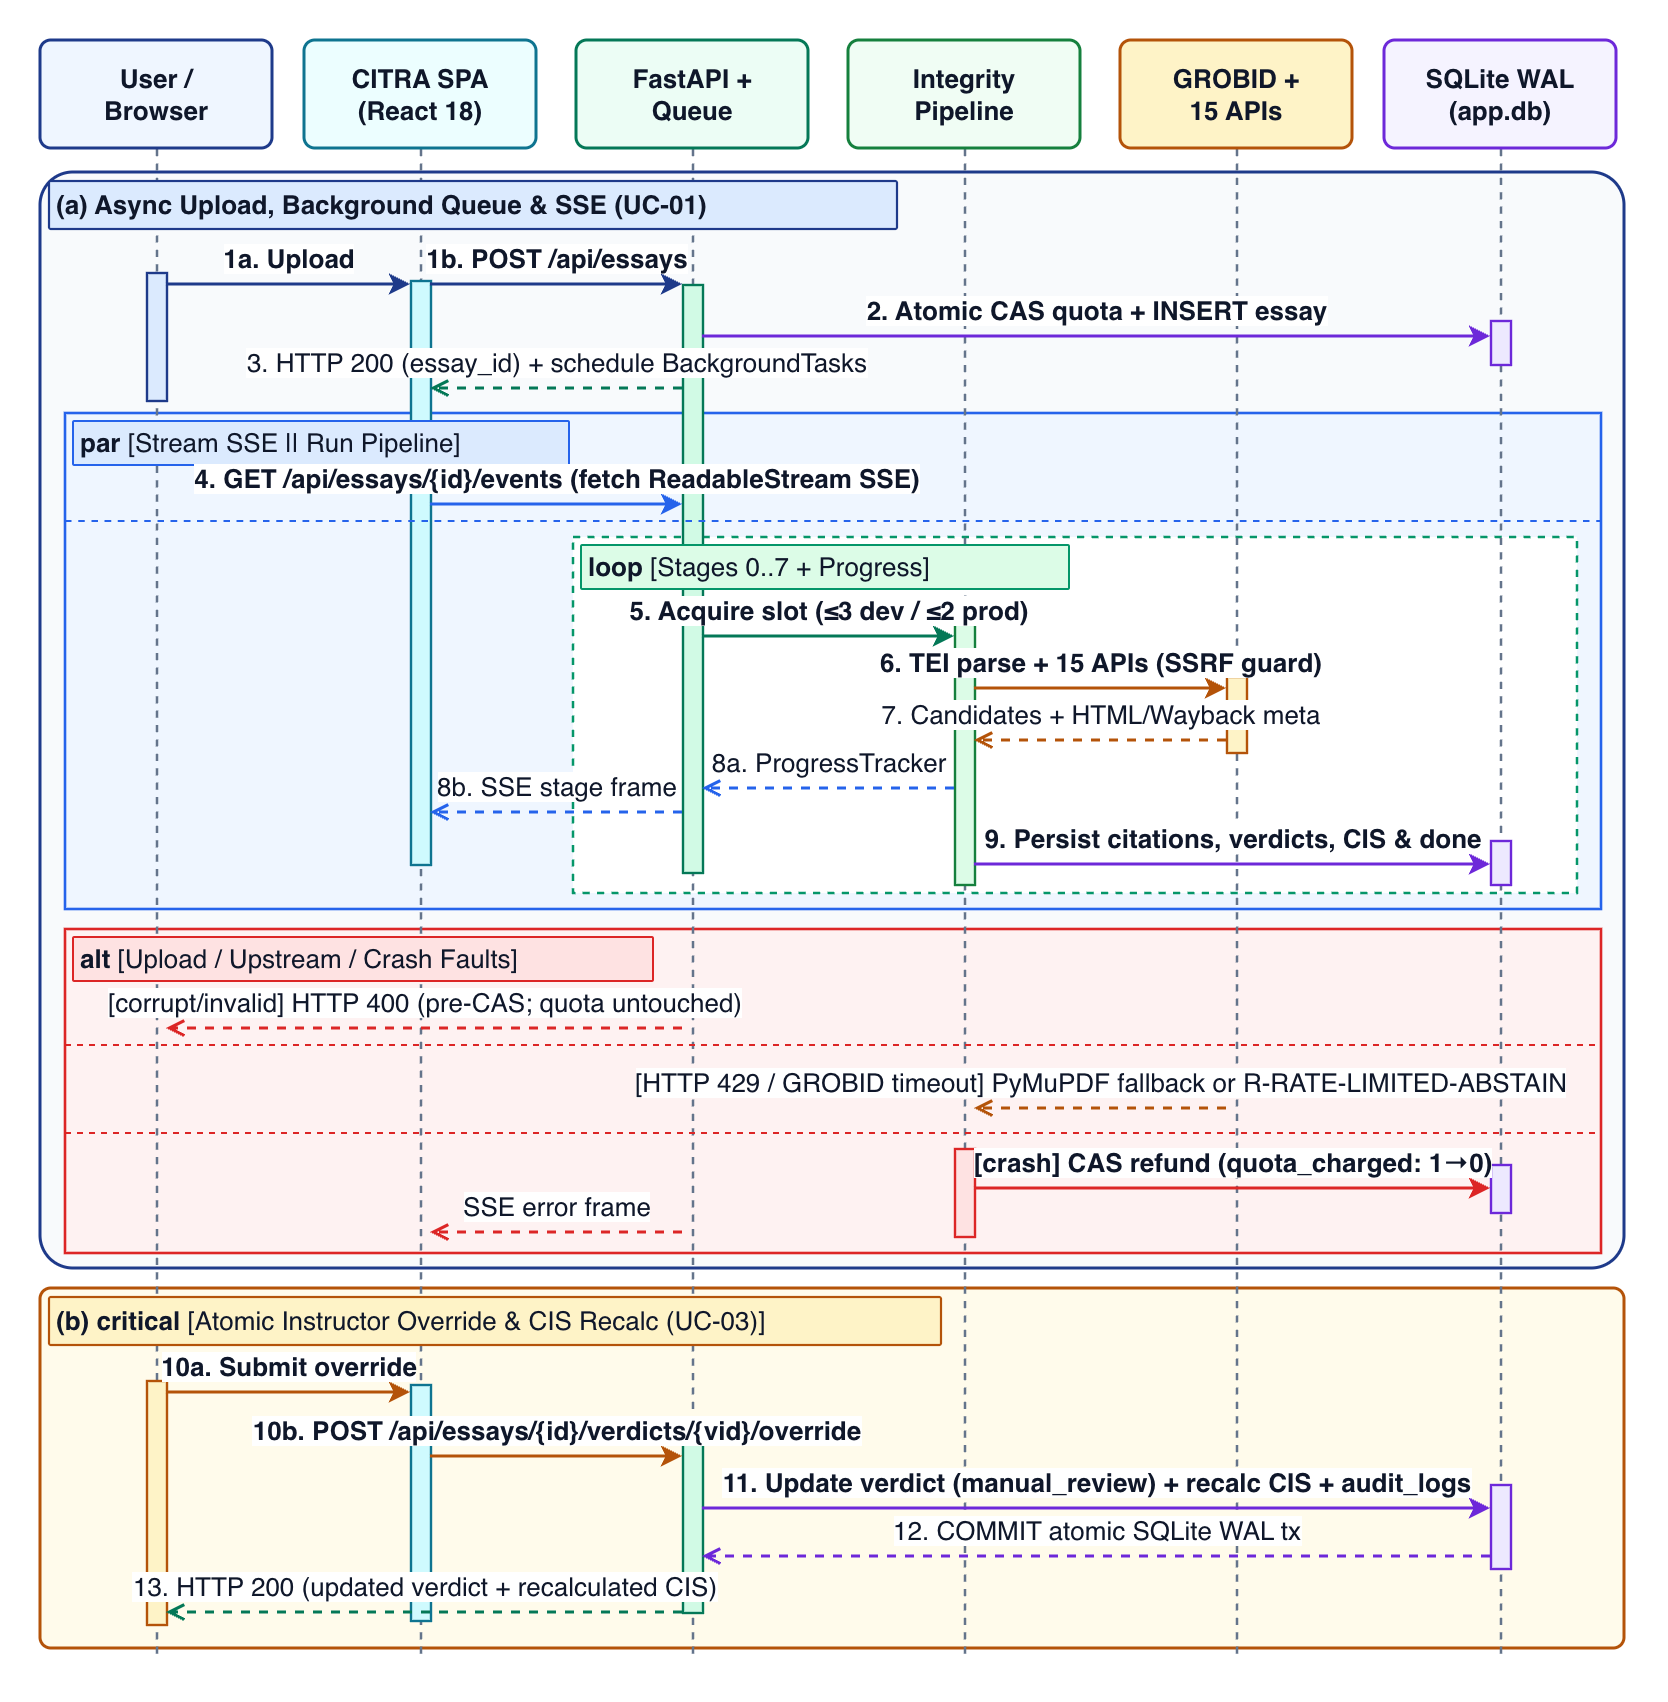 User /
Browser
CITRA SPA
(React 18)
FastAPI +
Queue
Integrity
Pipeline
GROBID +
15 APIs
SQLite WAL
(app.db)
(a) Async Upload, Background Queue & SSE (UC-01)
1a. Upload
1b. POST /api/essays
2. Atomic CAS quota + INSERT essay
3. HTTP 200 (essay_id) + schedule BackgroundTasks
par [Stream SSE || Run Pipeline]
4. GET /api/essays/{id}/events (fetch ReadableStream SSE)
loop [Stages 0..7 + Progress]
5. Acquire slot (≤3 dev / ≤2 prod)
6. TEI parse + 15 APIs (SSRF guard)
7. Candidates + HTML/Wayback meta
8a. ProgressTracker
8b. SSE stage frame
9. Persist citations, verdicts, CIS & done
alt [Upload / Upstream / Crash Faults]
[corrupt/invalid] HTTP 400 (pre-CAS; quota untouched)
[HTTP 429 / GROBID timeout] PyMuPDF fallback or R-RATE-LIMITED-ABSTAIN
[crash] CAS refund (quota_charged: 1→0)
SSE error frame
(b) critical [Atomic Instructor Override & CIS Recalc (UC-03)]
10a. Submit override
10b. POST /api/essays/{id}/verdicts/{vid}/override
11. Update verdict (manual_review) + recalc CIS + audit_logs
12. COMMIT atomic SQLite WAL tx
13. HTTP 200 (updated verdict + recalculated CIS)